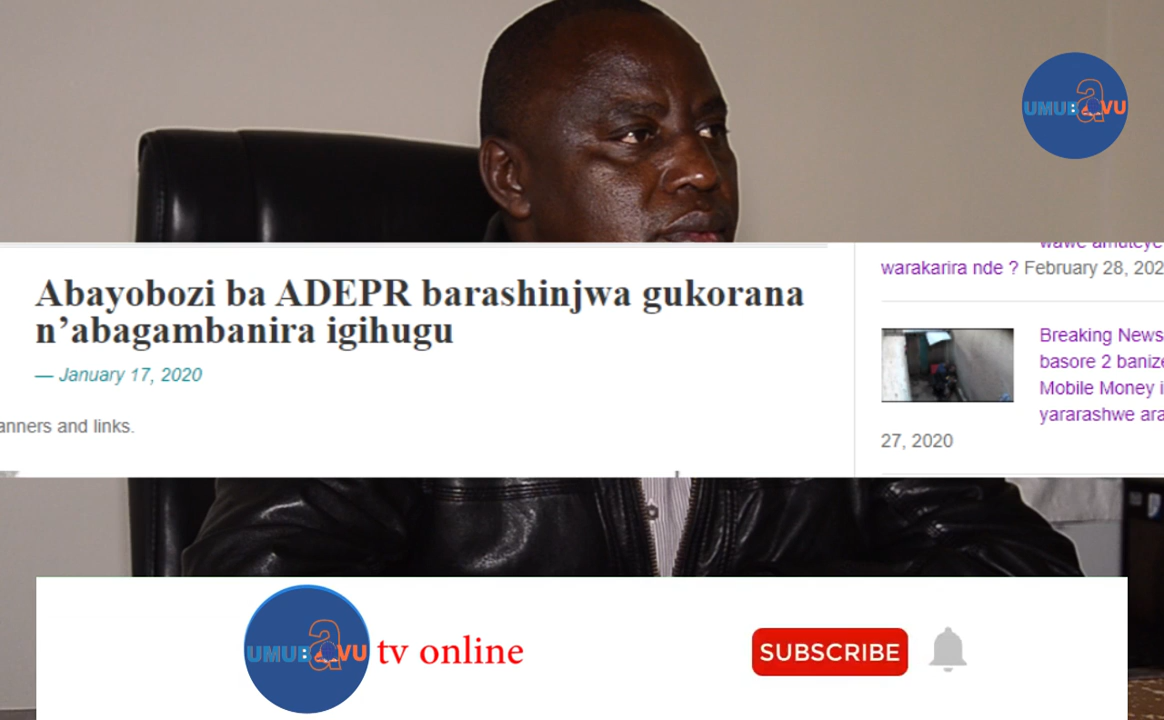 UMUBAVU
a
wawe amuteye
warakarira nde ? February 28, 202
Abayobozi ba ADEPR barashinjwa gukorana
n’abagambanira igihugu
— January 17, 2020
anners and links.
Breaking News
basore 2 banize
Mobile Money i
yararashwe ara
27, 2020
UMUBAVU
a
tv online
SUBSCRIBE